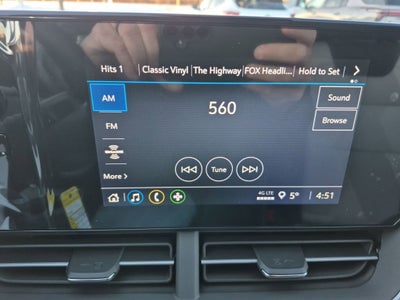 Hits 1 Classic Vinyl The Highway FOX Headli... Hold to Set
AM
560
Sound
FM
Browse
More
Tune
4G LTE 5° 4:51